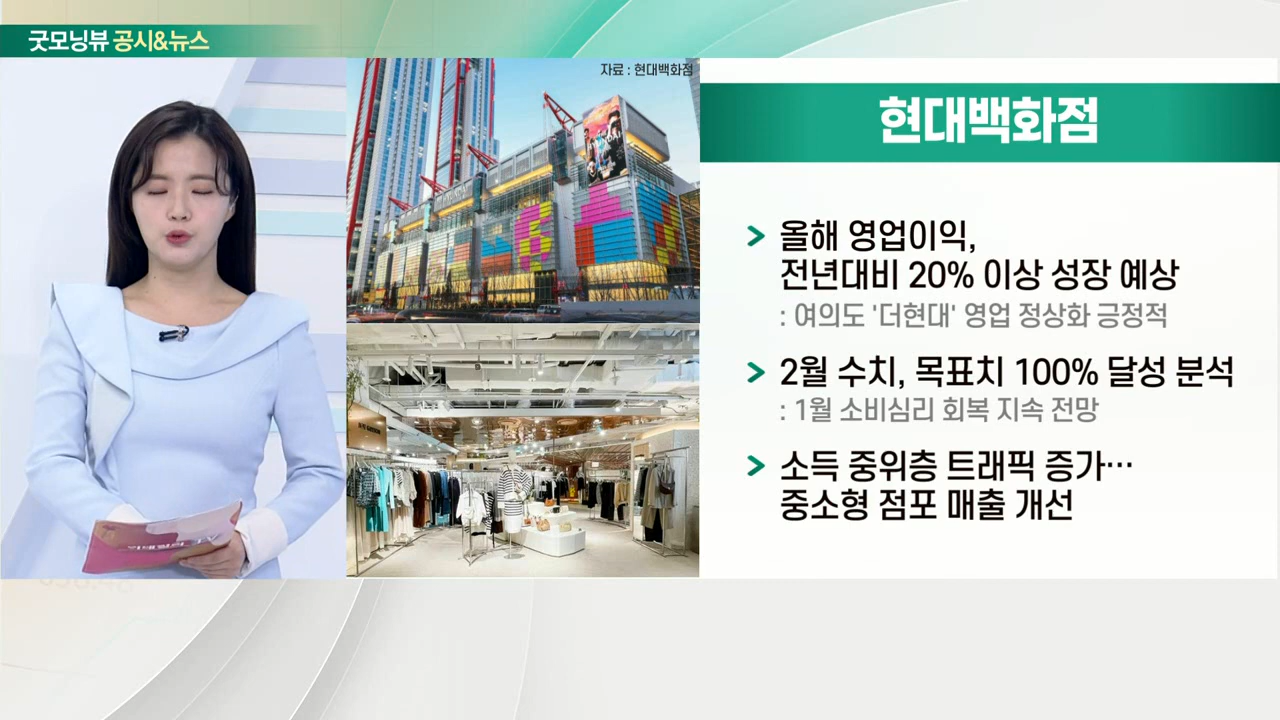 굿모닝뷰 공시&뉴스
자료 : 현대백화점
현대백화점
올해 영업이익,
전년대비 20% 이상 성장 예상
: 여의도 '더현대' 영업 정상화 긍정적
2월 수치, 목표치 100% 달성 분석
: 1월 소비심리 회복 지속 전망
소득 중위층 트래픽 증가…
중소형 점포 매출 개선